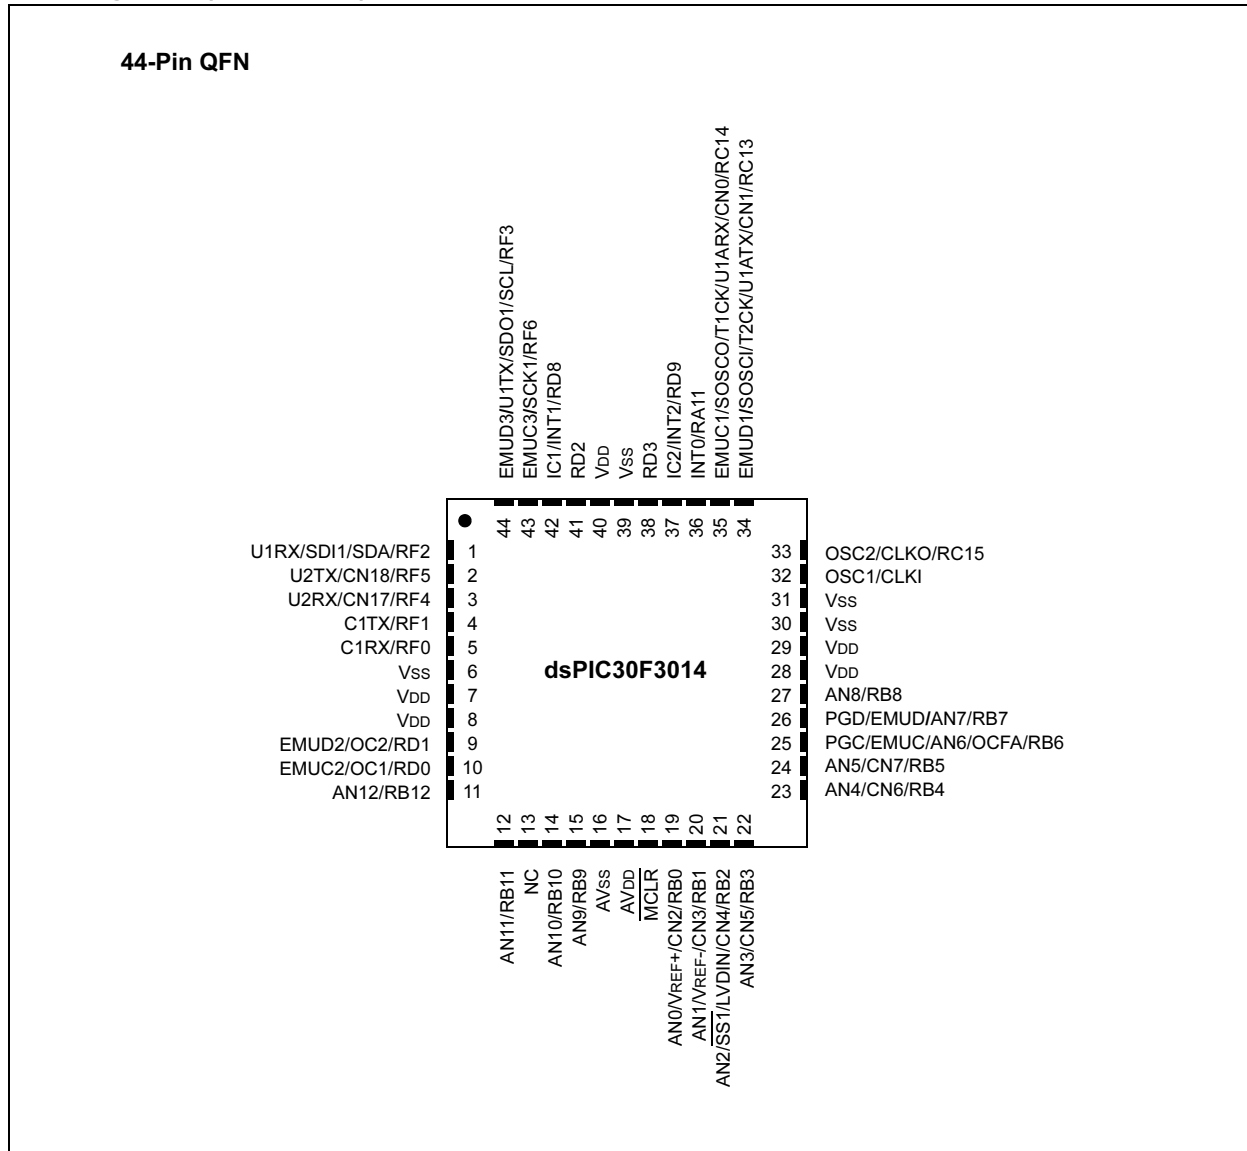 44-Pin QFN
EMUD3/U1TX/SDO1/SCL/RF3
EMUC3/SCK1/RF6
IC1/INT1/RD8
RD2
VDD
VSS
RD3
IC2/INT2/RD9
INT0/RA11
EMUC1/SOSCO/T1CK/U1ARX/CN0/RC14
EMUD1/SOSCI/T2CK/U1ATX/CN1/RC13
44 43 42 41 40 39 38 37 36 35 34
U1RX/SDI1/SDA/RF2 1
U2TX/CN18/RF5 2
U2RX/CN17/RF4 3
C1TX/RF1 4
C1RX/RF0 5
VSS 6
VDD 7
VDD 8
EMUD2/OC2/RD1 9
EMUC2/OC1/RD0 10
AN12/RB12 11
dsPIC30F3014
33 OSC2/CLKO/RC15
32 OSC1/CLKI
31 VSS
30 VSS
29 VDD
28 VDD
27 AN8/RB8
26 PGD/EMUD/AN7/RB7
25 PGC/EMUC/AN6/OCFA/RB6
24 AN5/CN7/RB5
23 AN4/CN6/RB4
12 13 14 15 16 17 18 19 20 21 22
AN11/RB11
NC
AN10/RB10
AN9/RB9
AVSS
AVDD
MCLR
AN0/VREF+/CN2/RB0
AN1/VREF-/CN3/RB1
AN2/SS1/LVDIN/CN4/RB2
AN3/CN5/RB3